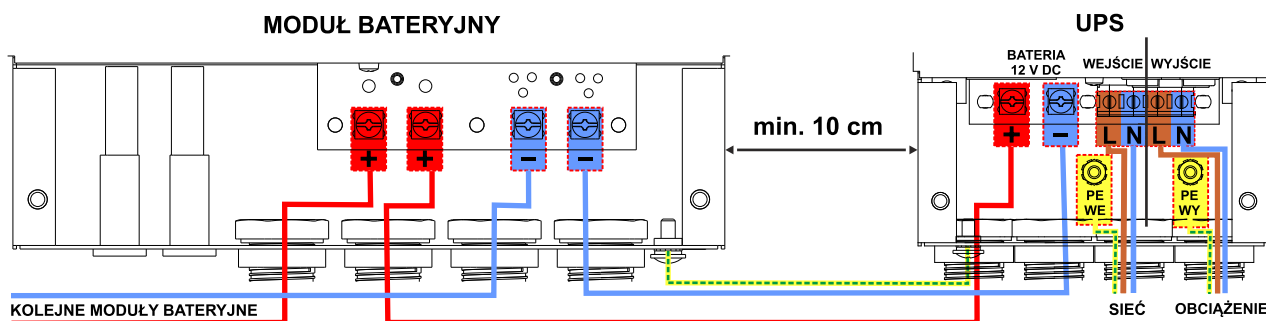 MODUŁ BATERYJNY
UPS
BATERIA
12 V DC
WEJŚCIE
WYJŚCIE
min. 10 cm
+ + − −
+ − L N L N
PE
WE
PE
WY
KOLEJNE MODUŁY BATERYJNE
SIEĆ
OBCIĄŻENIE